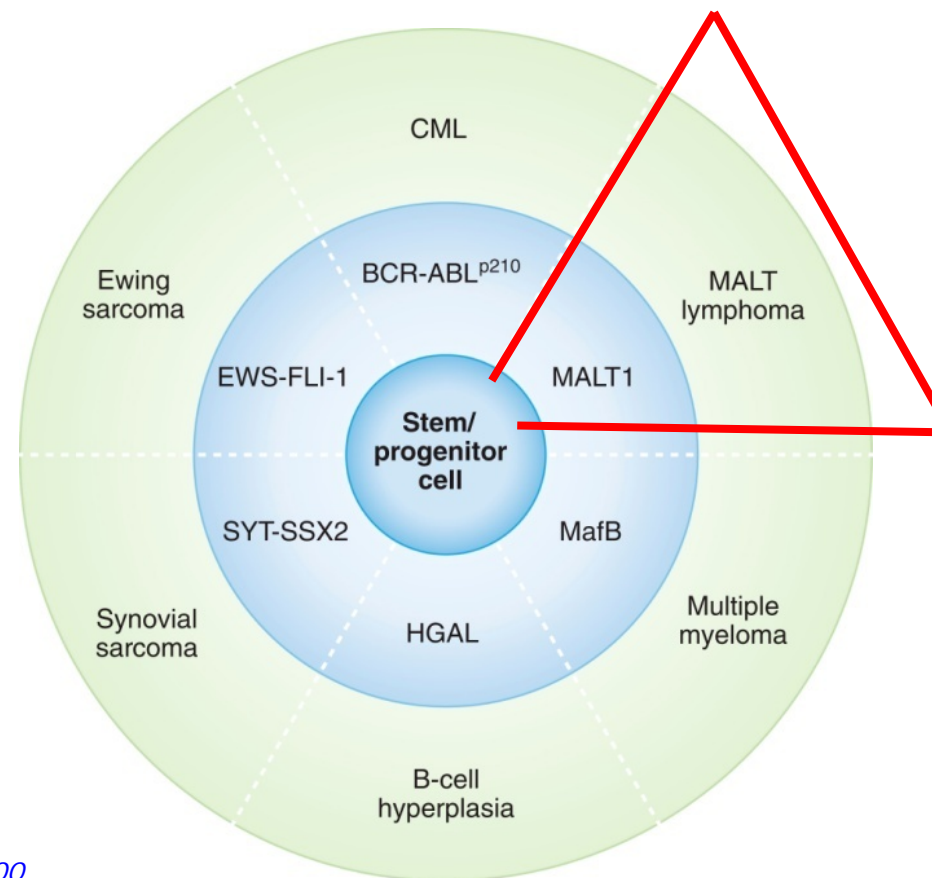 CML
BCR-ABLp210
Ewing
sarcoma
MALT
lymphoma
EWS-FLI-1
MALT1
Stem/
progenitor
cell
SYT-SSX2
MafB
Synovial
sarcoma
HGAL
Multiple
myeloma
B-cell
hyperplasia